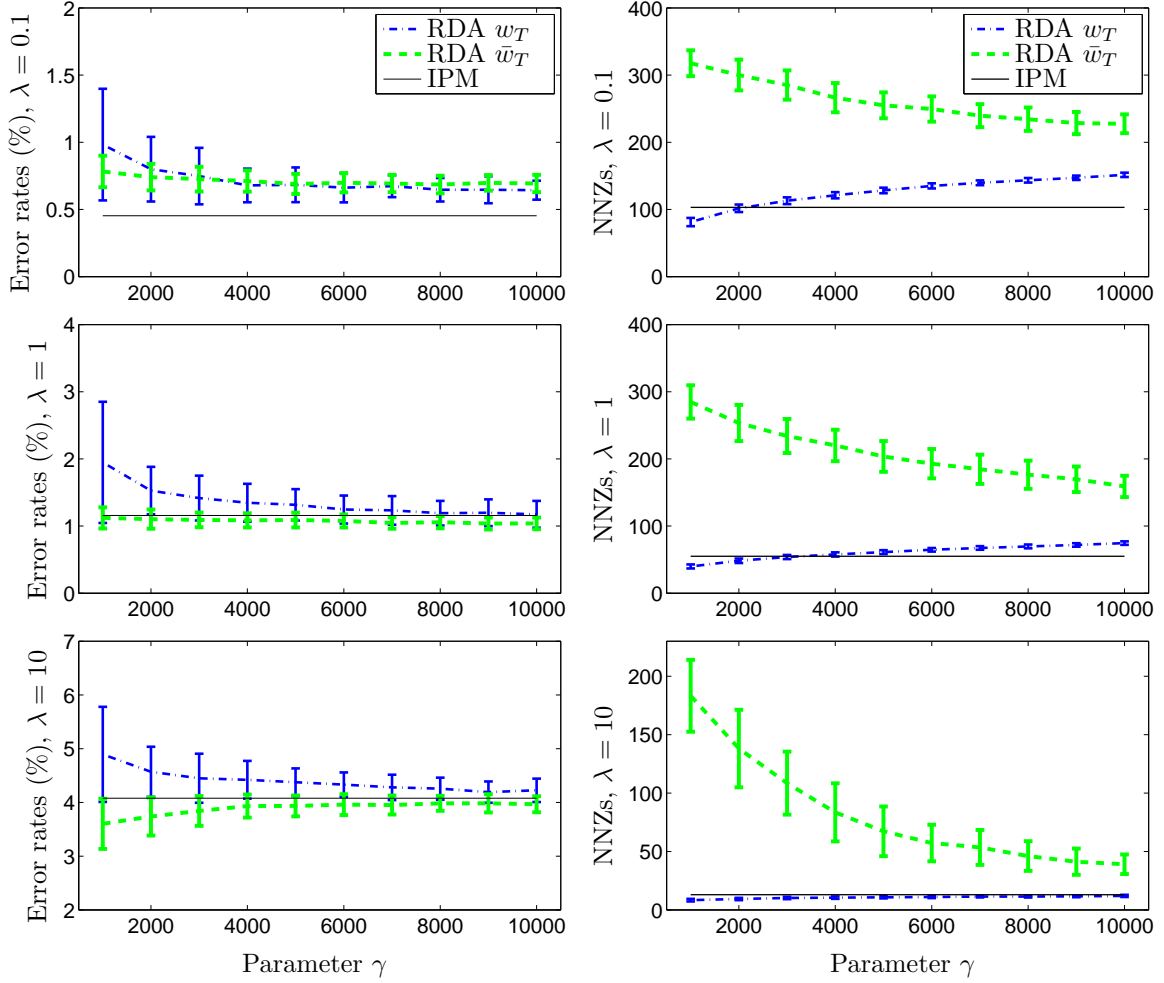 Error rates (%), λ = 0.1
2
1.5
1
0.5
0
2000 4000 6000 8000 10000
RDA w_T
RDA w̄_T
IPM
NNZs, λ = 0.1
400
300
200
100
0
2000 4000 6000 8000 10000
RDA w_T
RDA w̄_T
IPM
Error rates (%), λ = 1
4
3
2
1
0
2000 4000 6000 8000 10000
NNZs, λ = 1
400
300
200
100
0
2000 4000 6000 8000 10000
Error rates (%), λ = 10
7
6
5
4
3
2
2000 4000 6000 8000 10000
Parameter γ
NNZs, λ = 10
200
150
100
50
0
2000 4000 6000 8000 10000
Parameter γ